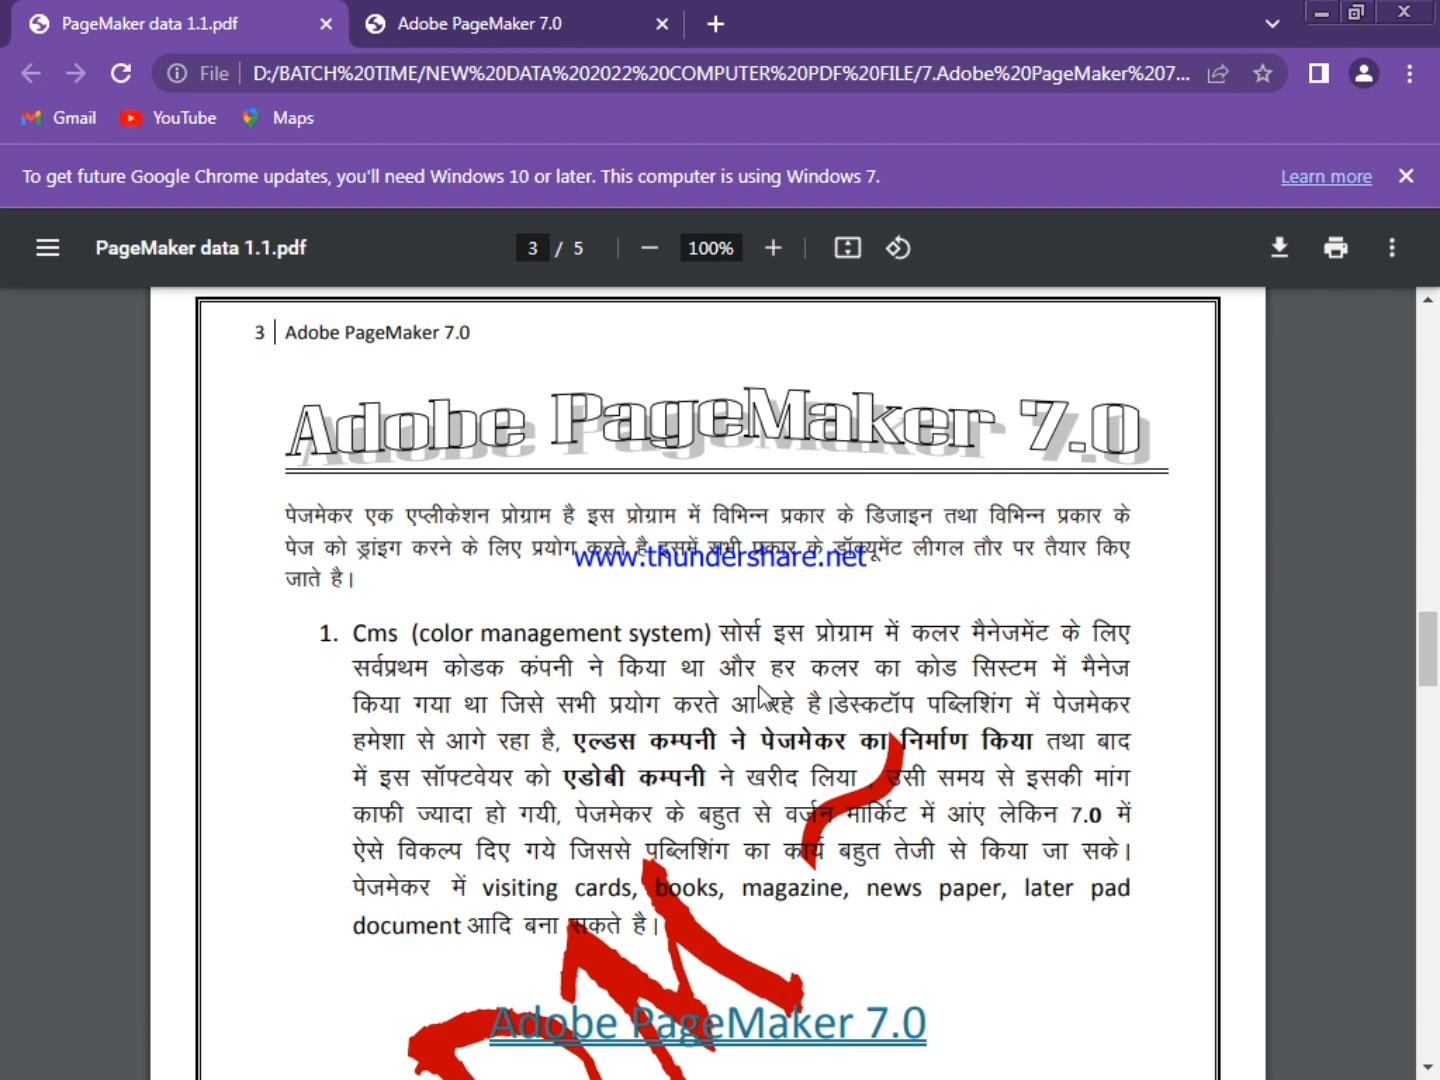 PageMaker data 1.1.pdf
Adobe PageMaker 7.0
File
D:/BATCH%20TIME/NEW%20DATA%202022%20COMPUTER%20PDF%20FILE/7.Adobe%20PageMaker%207...
Gmail YouTube Maps
To get future Google Chrome updates, you'll need Windows 10 or later. This computer is using Windows 7. Learn more
PageMaker data 1.1.pdf 3 / 5 100%
3 | Adobe PageMaker 7.0
Adobe PageMaker 7.0
पेजमेकर एक एप्लीकेशन प्रोग्राम है इस प्रोग्राम में विभिन्न प्रकार के डिजाइन तथा विभिन्न प्रकार के
पेज को ड्रांइग करने के लिए प्रयोग करते है इसमें सभी प्रकार के डॉक्यूमेंट लीगल तौर पर तैयार किए
www.thundershare.net
जाते है।
1. Cms (color management system) सोर्स इस प्रोग्राम में कलर मैनेजमेंट के लिए
सर्वप्रथम कोडक कंपनी ने किया था और हर कलर का कोड सिस्टम में मैनेज
किया गया था जिसे सभी प्रयोग करते आ रहे है।डेस्कटॉप पब्लिशिंग में पेजमेकर
हमेशा से आगे रहा है, एल्डस कम्पनी ने पेजमेकर का निर्माण किया तथा बाद
में इस सॉफ्टवेयर को एडोबी कम्पनी ने खरीद लिया , उसी समय से इसकी मांग
काफी ज्यादा हो गयी, पेजमेकर के बहुत से वर्जन मार्किट में आंए लेकिन 7.0 में
ऐसे विकल्प दिए गये जिससे पब्लिशिंग का कार्य बहुत तेजी से किया जा सके।
पेजमेकर में visiting cards, books, magazine, news paper, later pad
document आदि बना सकते है।
Adobe PageMaker 7.0